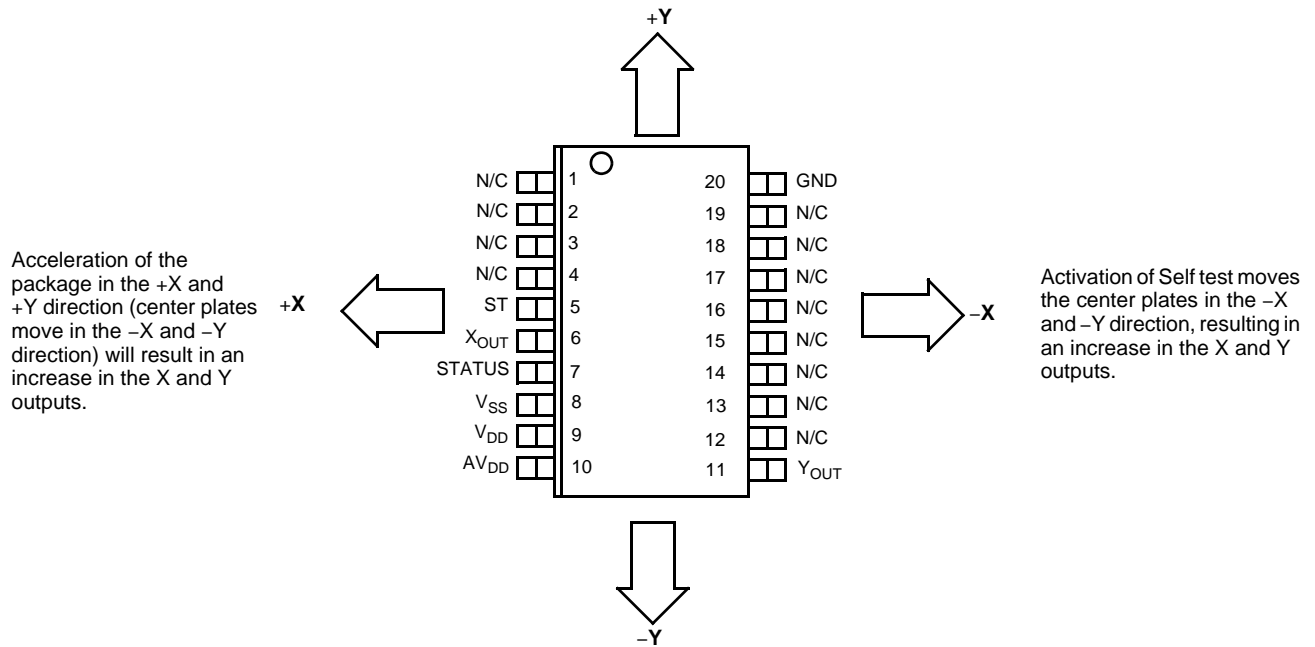 +Y
N/C 1 20 GND
N/C 2 19 N/C
N/C 3 18 N/C
N/C 4 17 N/C
ST 5 16 N/C
XOUT 6 15 N/C
STATUS 7 14 N/C
VSS 8 13 N/C
VDD 9 12 N/C
AVDD 10 11 YOUT
Acceleration of the
package in the +X and
+Y direction (center plates
move in the −X and −Y
direction) will result in an
increase in the X and Y
outputs.
+X
−X
Activation of Self test moves
the center plates in the −X
and −Y direction, resulting in
an increase in the X and Y
outputs.
−Y